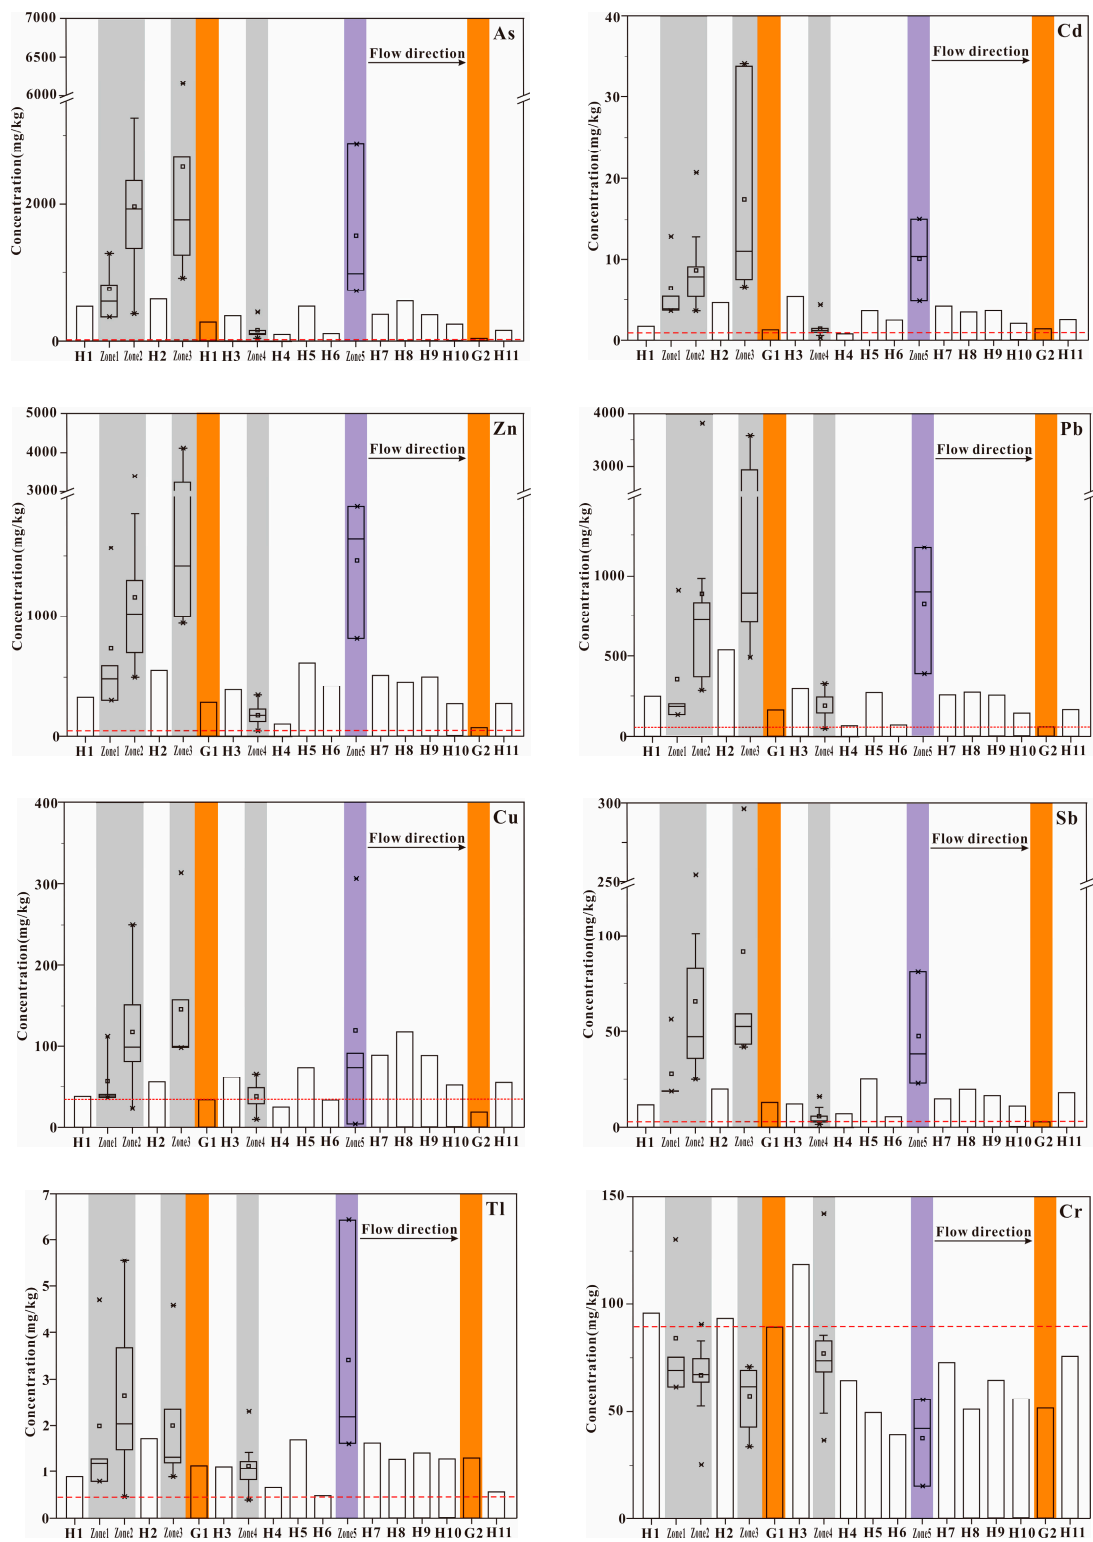 As
Flow direction
Concentration(mg/kg)
7000
6500
6000
2000
0
H1 Zone1 Zone2 H2 Zone3 H1 H3 Zone4 H4 H5 H6 Zone5 H7 H8 H9 H10 G2 H11
Cd
Flow direction
Concentration(mg/kg)
40
30
20
10
0
H1 Zone1 Zone2 H2 Zone3 G1 H3 Zone4 H4 H5 H6 Zone5 H7 H8 H9 H10 G2 H11
Zn
Flow direction
Concentration(mg/kg)
5000
4000
3000
1000
0
H1 Zone1 Zone2 H2 Zone3 G1 H3 Zone4 H4 H5 H6 Zone5 H7 H8 H9 H10 G2 H11
Pb
Flow direction
Concentration(mg/kg)
4000
3000
1000
500
0
H1 Zone1 Zone2 H2 Zone3 G1 H3 Zone4 H4 H5 H6 Zone5 H7 H8 H9 H10 G2 H11
Cu
Flow direction
Concentration(mg/kg)
400
300
200
100
0
H1 Zone1 Zone2 H2 Zone3 G1 H3 Zone4 H4 H5 H6 Zone5 H7 H8 H9 H10 G2 H11
Sb
Flow direction
Concentration(mg/kg)
300
250
100
50
0
H1 Zone1 Zone2 H2 Zone3 G1 H3 Zone4 H4 H5 H6 Zone5 H7 H8 H9 H10 G2 H11
Tl
Flow direction
Concentration(mg/kg)
7
6
5
4
3
2
1
0
H1 Zone1 Zone2 H2 Zone3 G1 H3 Zone4 H4 H5 H6 Zone5 H7 H8 H9 H10 G2 H11
Cr
Flow direction
Concentration(mg/kg)
150
100
50
0
H1 Zone1 Zone2 H2 Zone3 G1 H3 Zone4 H4 H5 H6 Zone5 H7 H8 H9 H10 G2 H11